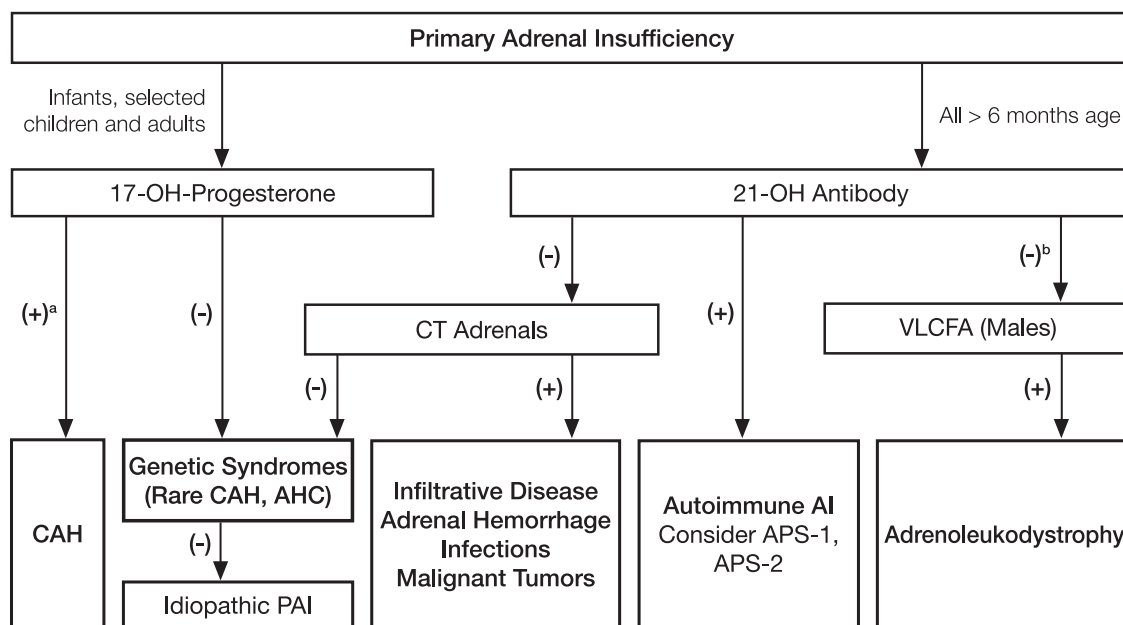 Primary Adrenal Insufficiency
Infants, selected
children and adults
All > 6 months age
17-OH-Progesterone
21-OH Antibody
(+)a
(-)
(-)
(+)
(-)b
CT Adrenals
VLCFA (Males)
(-)
(+)
(+)
CAH
Genetic Syndromes
(Rare CAH, AHC)
(-)
Idiopathic PAI
Infiltrative Disease
Adrenal Hemorrhage
Infections
Malignant Tumors
Autoimmune AI
Consider APS-1,
APS-2
Adrenoleukodystrophy